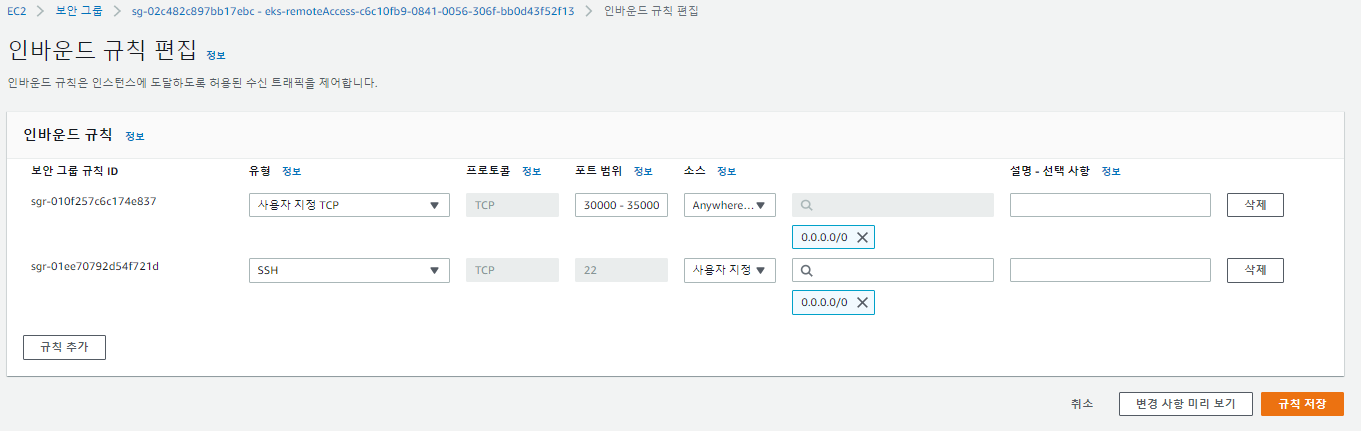 EC2 > 보안 그룹 > sg-02c482c897bb17ebc - eks-remoteAccess-c6c10fb9-0841-0056-306f-bb0d43f52f13 > 인바운드 규칙 편집
인바운드 규칙 편집 정보
인바운드 규칙은 인스턴스에 도달하도록 허용된 수신 트래픽을 제어합니다.
인바운드 규칙 정보
보안 그룹 규칙 ID 유형 정보 프로토콜 정보 포트 범위 정보 소스 정보 설명 - 선택 사항 정보
sgr-010f257c6c174e837 사용자 지정 TCP TCP 30000 - 35000 Anywhere... 삭제
0.0.0.0/0
sgr-01ee70792d54f721d SSH TCP 22 사용자 지정 삭제
0.0.0.0/0
규칙 추가
취소 변경 사항 미리 보기 규칙 저장